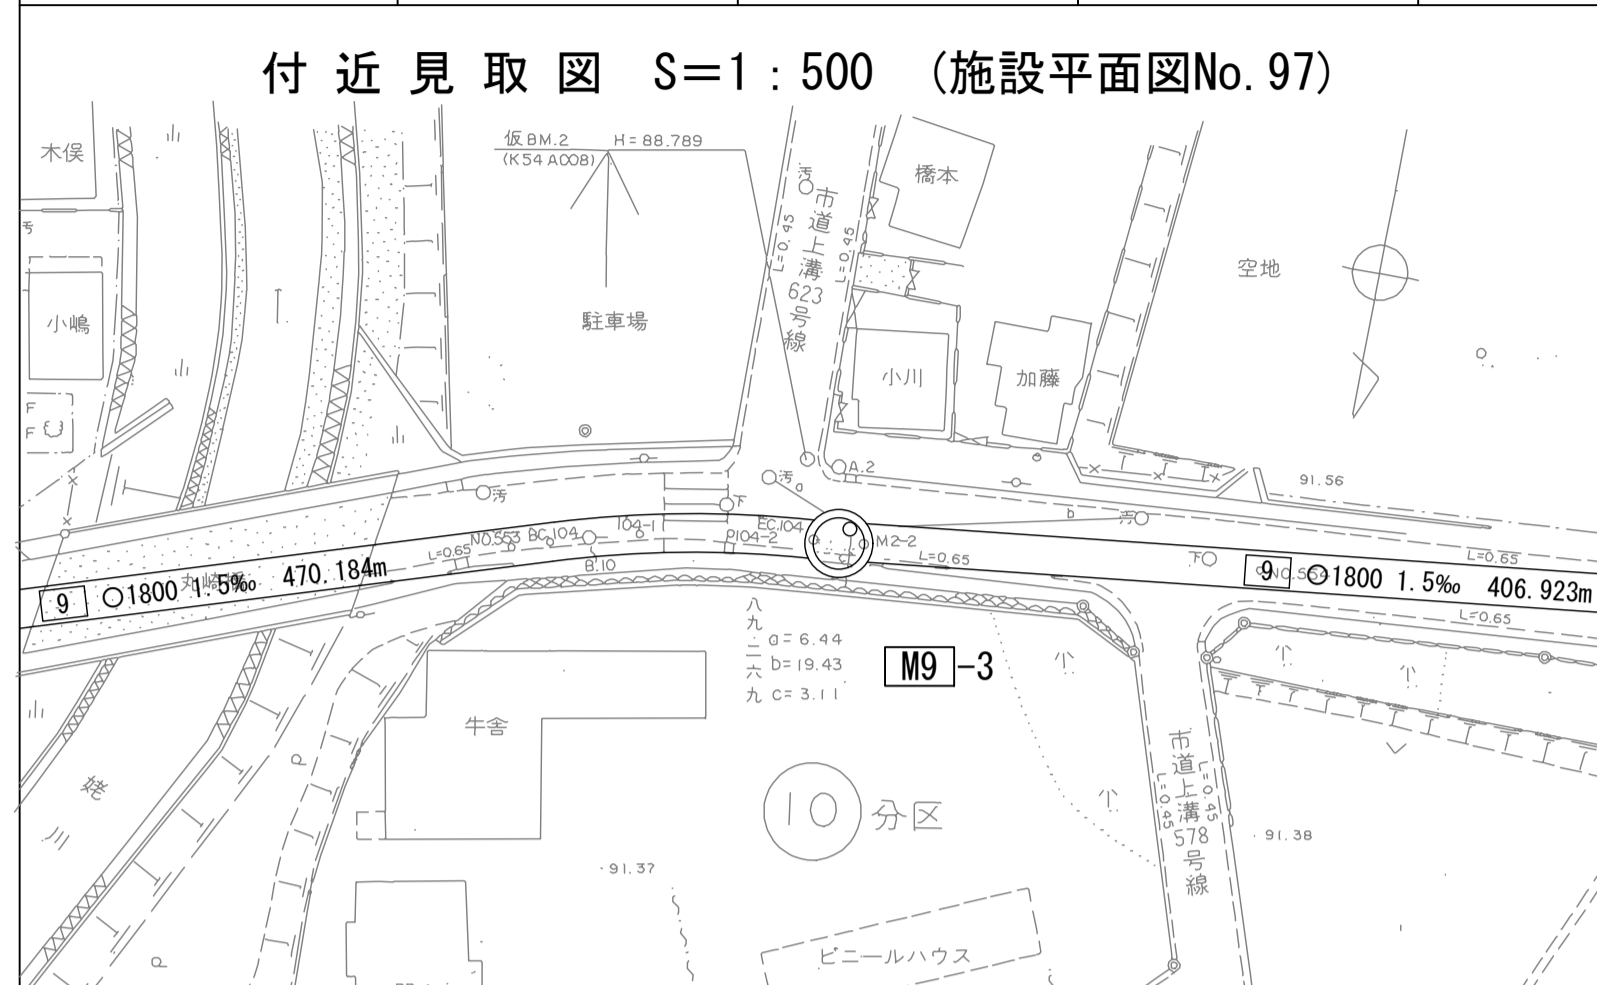 付近見取図 S=1:500 (施設平面図No.97)
仮BM.2 H=88.789
(K54A008)
木俣
汚
橋本
市道上溝623号線
L=0.45
L=0.45
空地
小嶋
駐車場
小川
加藤
F
F
A.2
汚
a
汚
下
91.56
NO.553 BC.104
104-1
EC.104
P104-2
M2-2
b
L=0.65
B.10
L=0.65
下
L=0.65
9 ○1800 1.5‰ 470.184m
9 ○1800 1.5‰ 406.923m
L=0.65
八九・二六九
a=6.44
b=19.43
c=3.11
M9-3
牛舎
姥川
市道上溝578号線
L=0.45
L=0.45
10分区
91.38
91.37
ビニールハウス